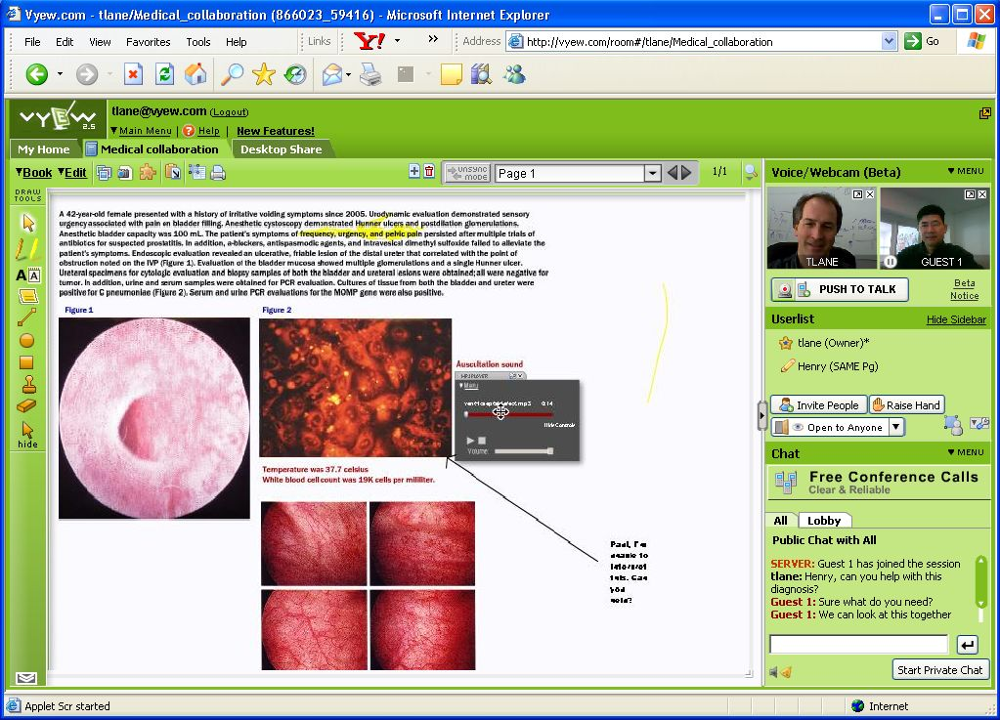 Vyew.com - tlane/Medical_collaboration (866023_59416) - Microsoft Internet Explorer
File Edit View Favorites Tools Help
Links
Y!
»
Address http://vyew.com/room#/tlane/Medical_collaboration
Go
VYEW 2.5
tlane@vyew.com (Logout)
▼Main Menu | ? Help | New Features!
My Home
Medical collaboration
Desktop Share
▼Book ▼Edit
UNSYNC MODE
Page 1
1/1
DRAW TOOLS
A A
hide
A 42-year-old female presented with a history of irritative voiding symptoms since 2005. Urodynamic evaluation demonstrated sensory
urgency associated with pain en bladder filling. Anesthetic cystoscopy demonstrated Hunner ulcers and postdilation glomerulations.
Anesthetic bladder capacity was 100 mL. The patient's symptoms of frequency, urgency, and pelvic pain persisted after multiple trials of
antibiotics for suspected prostatitis. In addition, a-blockers, antispasmodic agents, and intravesical dimethyl sulfoxide failed to alleviate the
patient's symptoms. Endoscopic evaluation revealed an ulcerative, friable lesion of the distal ureter that correlated with the point of
obstruction noted on the IVP (Figure 1). Evaluation of the bladder mucosa showed multiple glomerulations and a single Hunner ulcer.
Ureteral specimens for cytologic evaluation and biopsy samples of both the bladder and ureteral lesions were obtained; all were negative for
tumor. In addition, urine and serum samples were obtained for PCR evaluation. Cultures of tissue from both the bladder and ureter were
positive for C pneumoniae (Figure 2). Serum and urine PCR evaluations for the MOMP gene were also positive.
Figure 1
Figure 2
Auscultation sound
MP3PLAYER
▼Menu
0:14
Hide Controls
Volume:
Temperature was 37.7 celsius
White blood cell count was 19K cells per milliliter.
Paul, I'm
unable to
this. Can
you
help?
Voice/Webcam (Beta)
▼ MENU
TLANE
GUEST 1
PUSH TO TALK
Beta
Notice
Userlist
Hide Sidebar
tlane (Owner)*
Henry (SAME Pg)
Invite People
Raise Hand
Open to Anyone
Chat
▼ MENU
Free Conference Calls
Clear & Reliable
All
Lobby
Public Chat with All
SERVER: Guest 1 has joined the session
tlane: Henry, can you help with this
diagnosis?
Guest 1: Sure what do you need?
Guest 1: We can look at this together
Start Private Chat
Applet Scr started
Internet